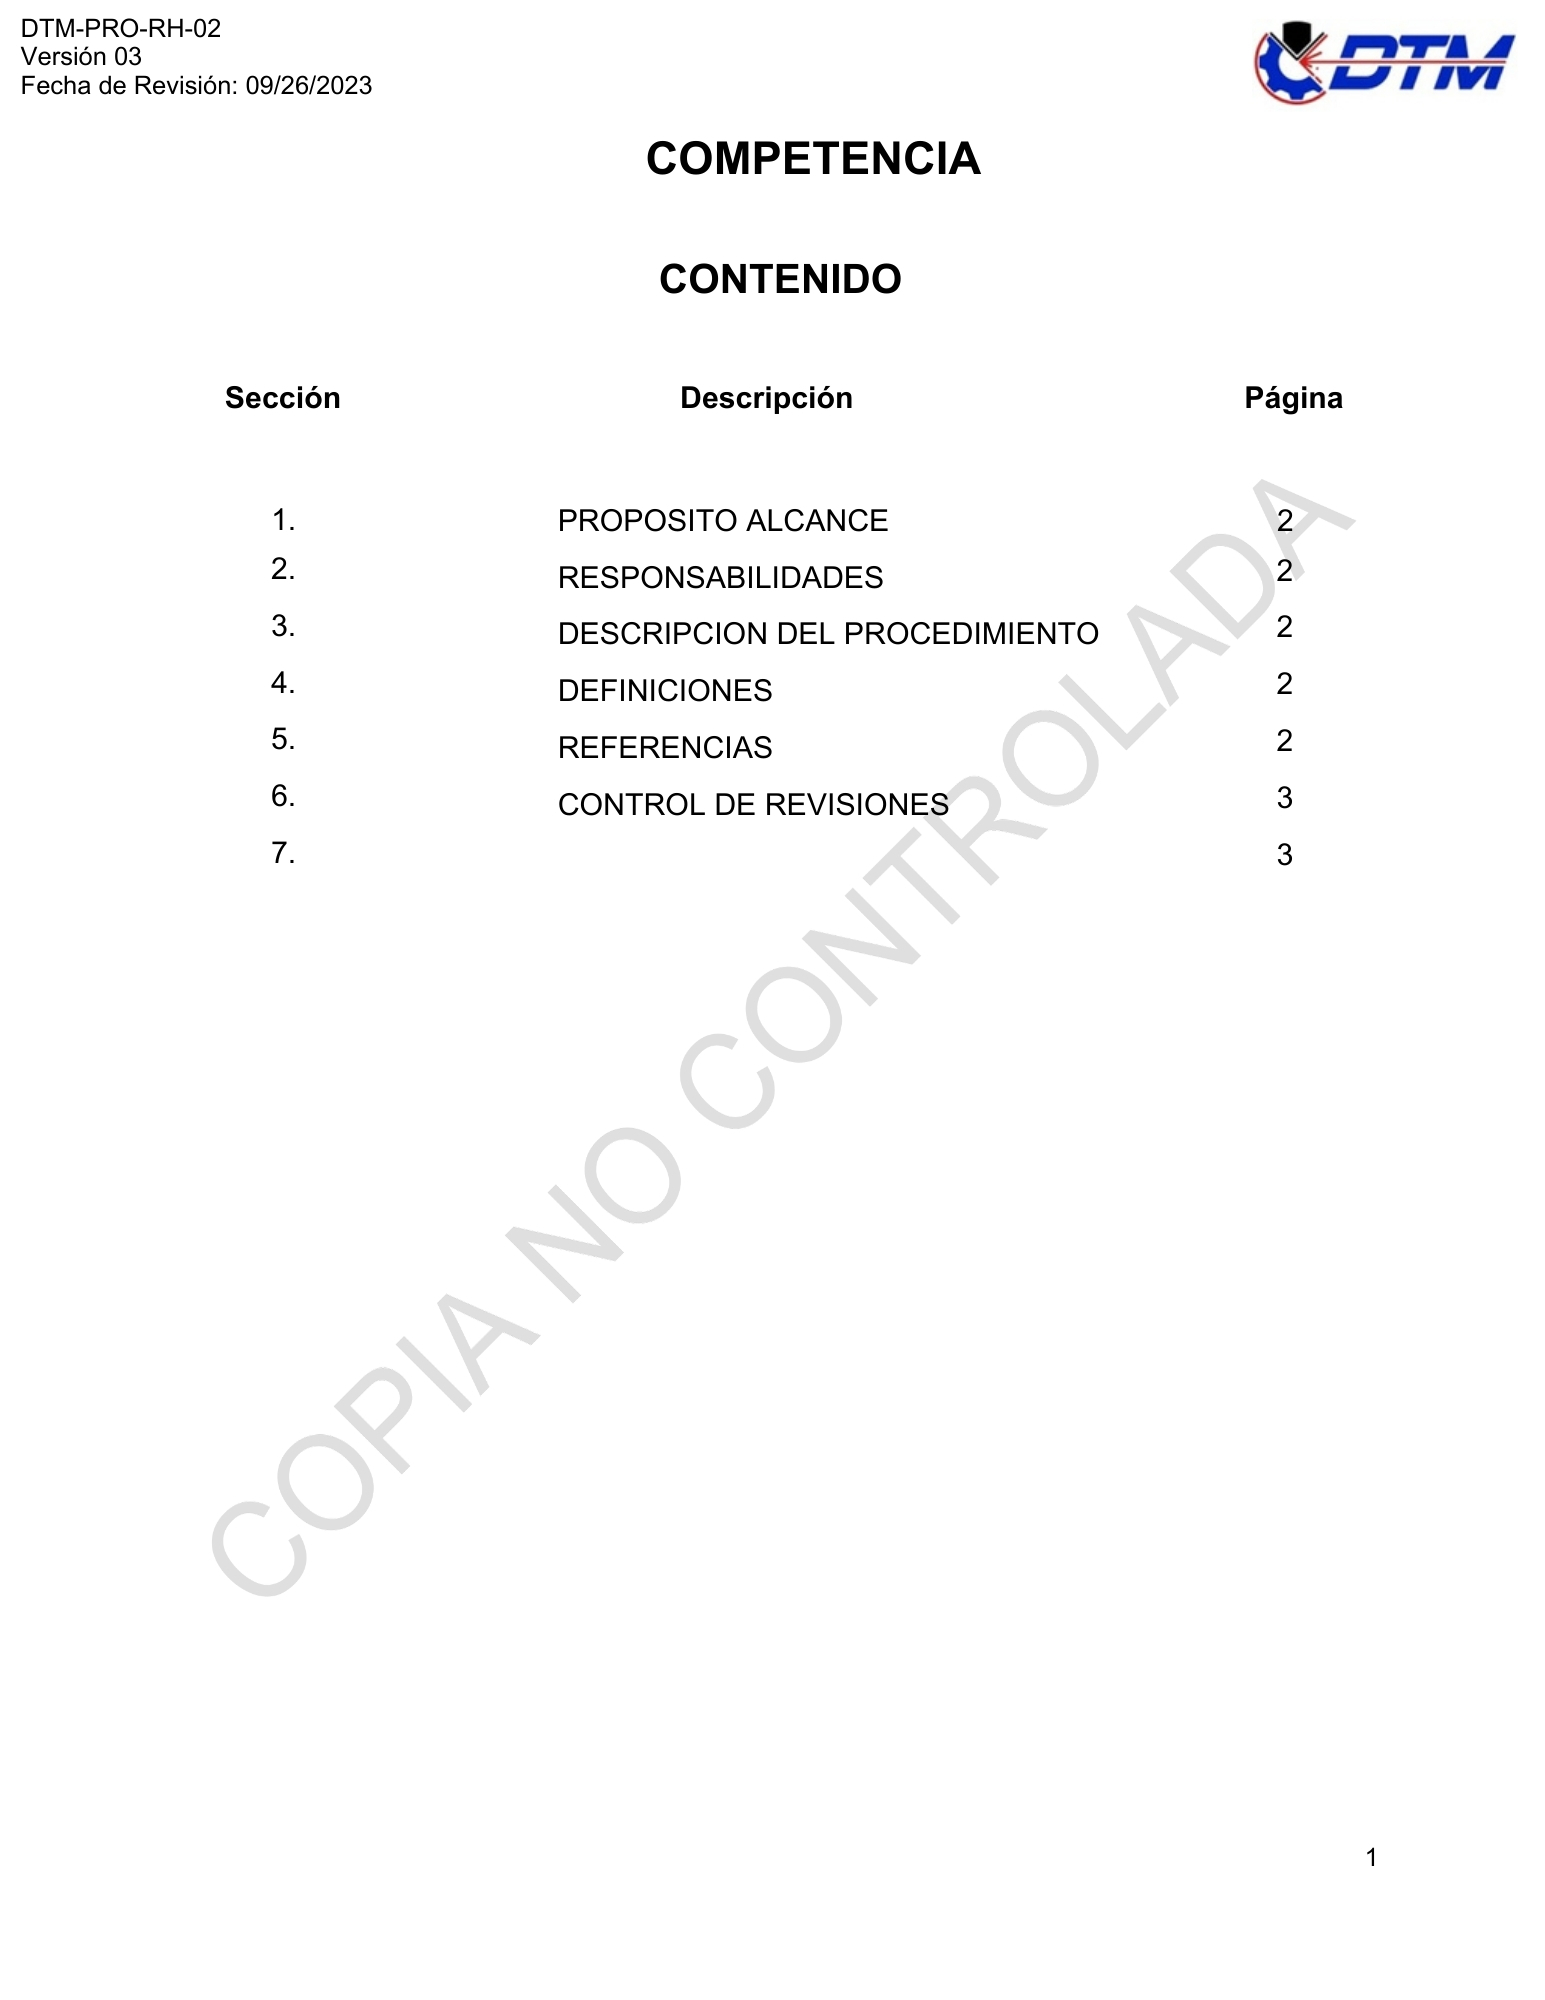 DTM-PRO-RH-02
Versión 03
Fecha de Revisión: 09/26/2023
DTM
COMPETENCIA
CONTENIDO
Sección Descripción Página
1. PROPOSITO ALCANCE 2
2. RESPONSABILIDADES 2
3. DESCRIPCION DEL PROCEDIMIENTO 2
4. DEFINICIONES 2
5. REFERENCIAS 2
6. CONTROL DE REVISIONES 3
7. 3
COPIA NO CONTROLADA
1